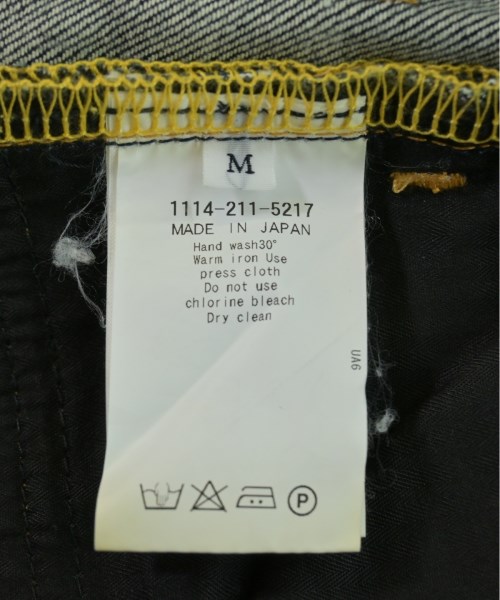 M
1114-211-5217
MADE IN JAPAN
Hand wash30°
Warm iron Use
press cloth
Do not use
chlorine bleach
Dry clean
P